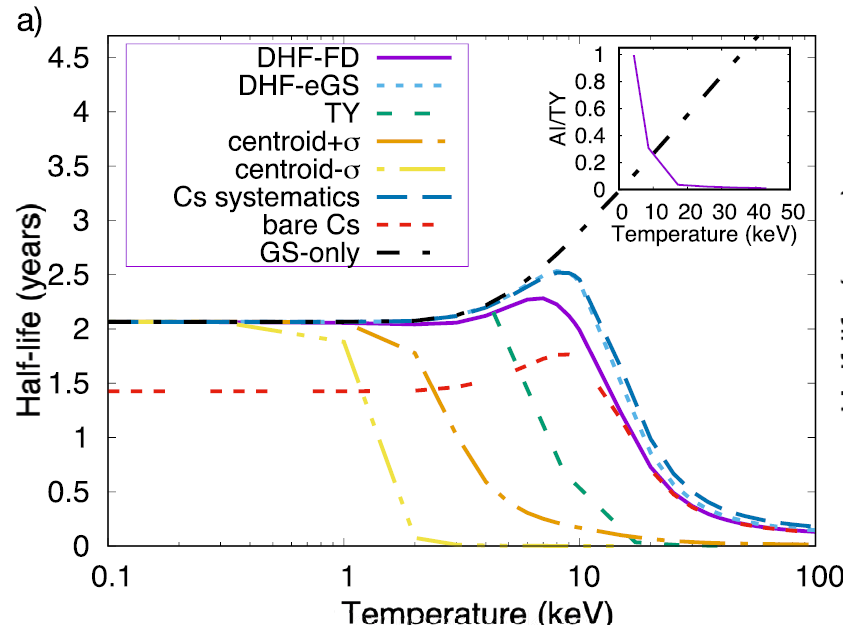 a)
Half-life (years)
4.5
4
3.5
3
2.5
2
1.5
1
0.5
0
DHF-FD
DHF-eGS
TY
centroid+σ
centroid-σ
Cs systematics
bare Cs
GS-only
AI/TY
1
0.8
0.6
0.4
0.2
0
0 10 20 30 40 50
Temperature (keV)
0.1 1 10 100
Temperature (keV)